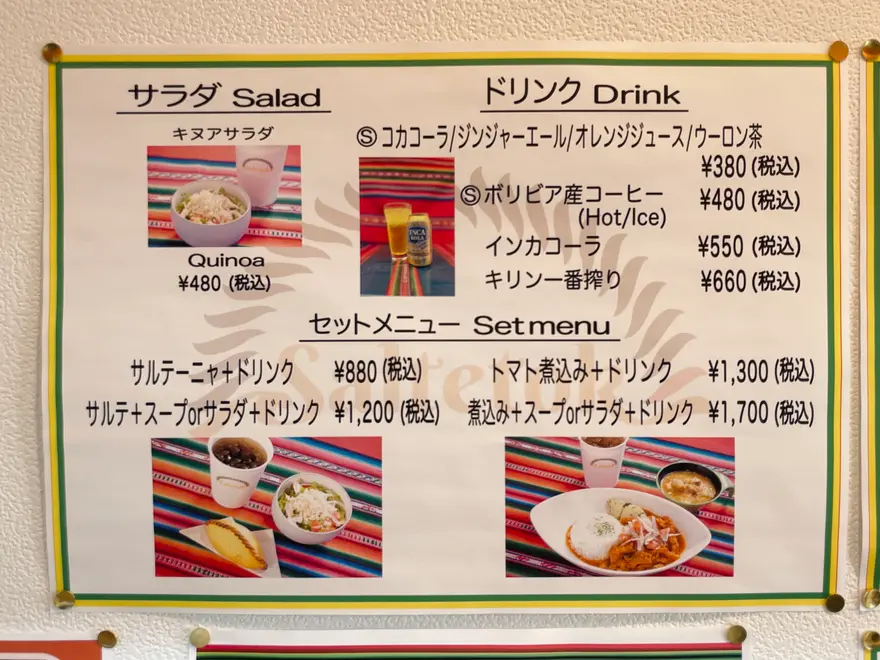 サラダ Salad
キヌアサラダ
Quinoa
¥480 (税込)
ドリンク Drink
Ⓢコカコーラ/ジンジャーエール/オレンジジュース/ウーロン茶
¥380 (税込)
Ⓢボリビア産コーヒー ¥480 (税込)
(Hot/Ice)
インカコーラ ¥550 (税込)
キリン一番搾り ¥660 (税込)
INCA
KOLA
セットメニュー Set menu
サルテーニャ+ドリンク ¥880 (税込)
サルテ+スープorサラダ+ドリンク ¥1,200 (税込)
トマト煮込み+ドリンク ¥1,300 (税込)
煮込み+スープorサラダ+ドリンク ¥1,700 (税込)